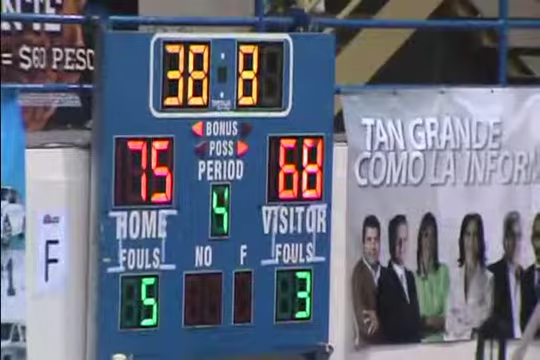 = $60 PESO
38.8
BONUS
POSS
PERIOD
75 68
4
HOME VISITOR
FOULS NO F FOULS
5 3
F
TAN GRANDE
COMO LA INFORM